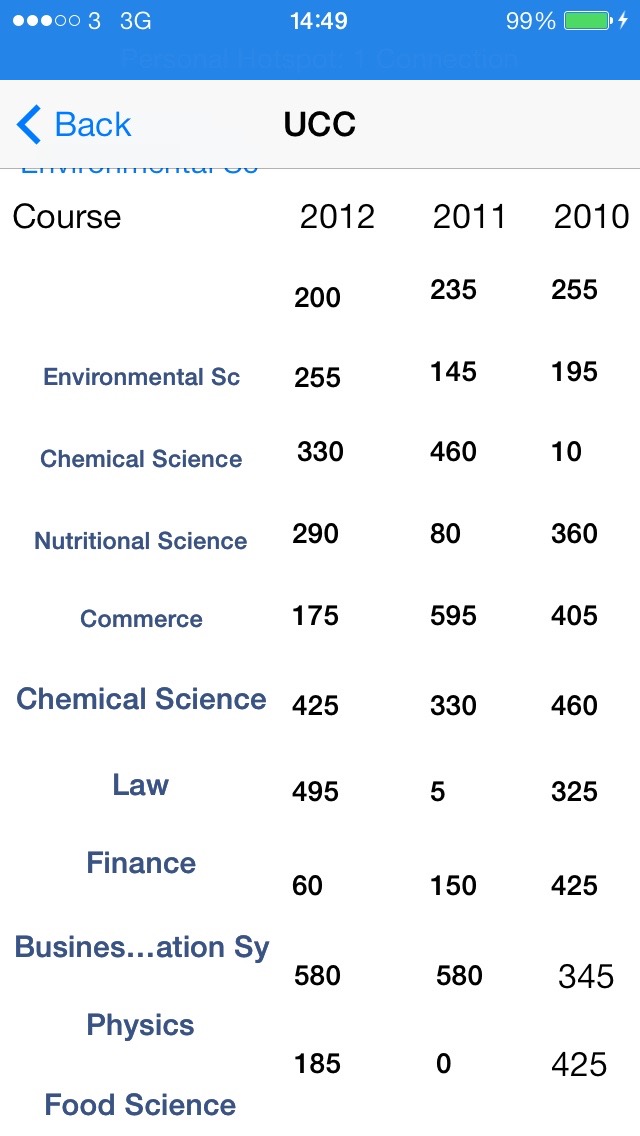 3 3G 14:49 99%
Personal Hotspot: 1 Connection
Back UCC
Environmental Sc
Course 2012 2011 2010
200 235 255
Environmental Sc 255 145 195
Chemical Science 330 460 10
Nutritional Science 290 80 360
Commerce 175 595 405
Chemical Science 425 330 460
Law 495 5 325
Finance 60 150 425
Busines...ation Sy 580 580 345
Physics 185 0 425
Food Science